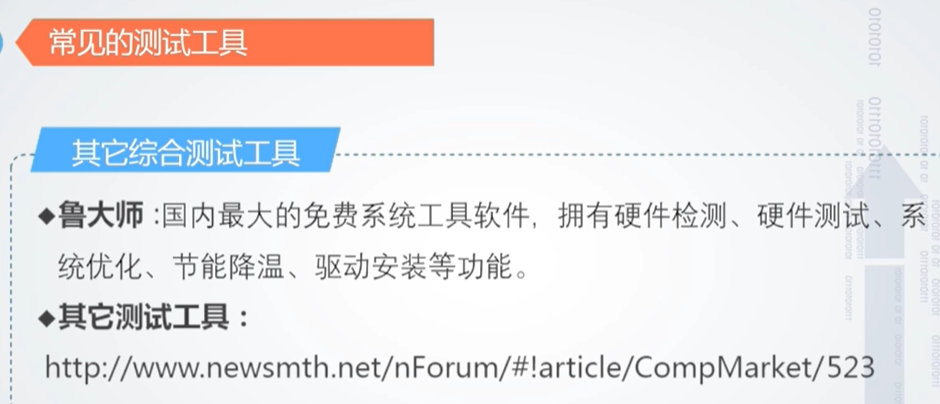 常见的测试工具
其它综合测试工具
◆鲁大师:国内最大的免费系统工具软件,拥有硬件检测、硬件测试、系
统优化、节能降温、驱动安装等功能。
◆其它测试工具:
http://www.newsmth.net/nForum/#!article/CompMarket/523